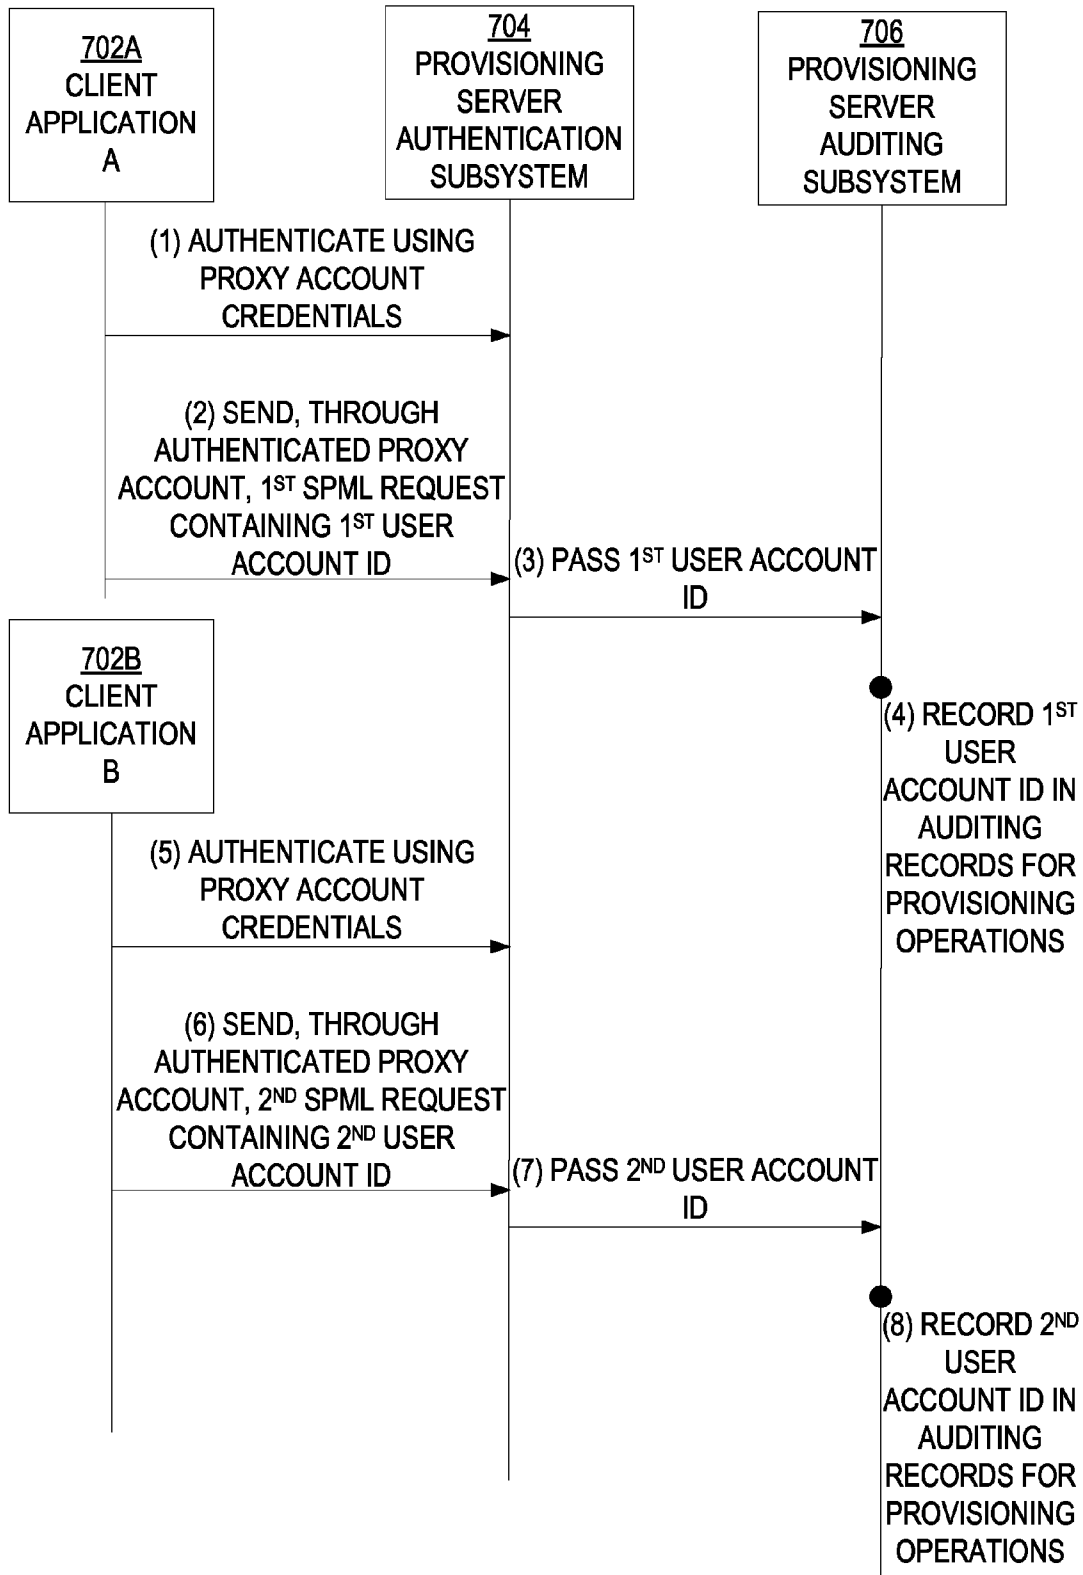 702A
CLIENT
APPLICATION
A
704
PROVISIONING
SERVER
AUTHENTICATION
SUBSYSTEM
706
PROVISIONING
SERVER
AUDITING
SUBSYSTEM
(1) AUTHENTICATE USING
PROXY ACCOUNT
CREDENTIALS
(2) SEND, THROUGH
AUTHENTICATED PROXY
ACCOUNT, 1ST SPML REQUEST
CONTAINING 1ST USER
ACCOUNT ID
(3) PASS 1ST USER ACCOUNT
ID
(4) RECORD 1ST
USER
ACCOUNT ID IN
AUDITING
RECORDS FOR
PROVISIONING
OPERATIONS
702B
CLIENT
APPLICATION
B
(5) AUTHENTICATE USING
PROXY ACCOUNT
CREDENTIALS
(6) SEND, THROUGH
AUTHENTICATED PROXY
ACCOUNT, 2ND SPML REQUEST
CONTAINING 2ND USER
ACCOUNT ID
(7) PASS 2ND USER ACCOUNT
ID
(8) RECORD 2ND
USER
ACCOUNT ID IN
AUDITING
RECORDS FOR
PROVISIONING
OPERATIONS